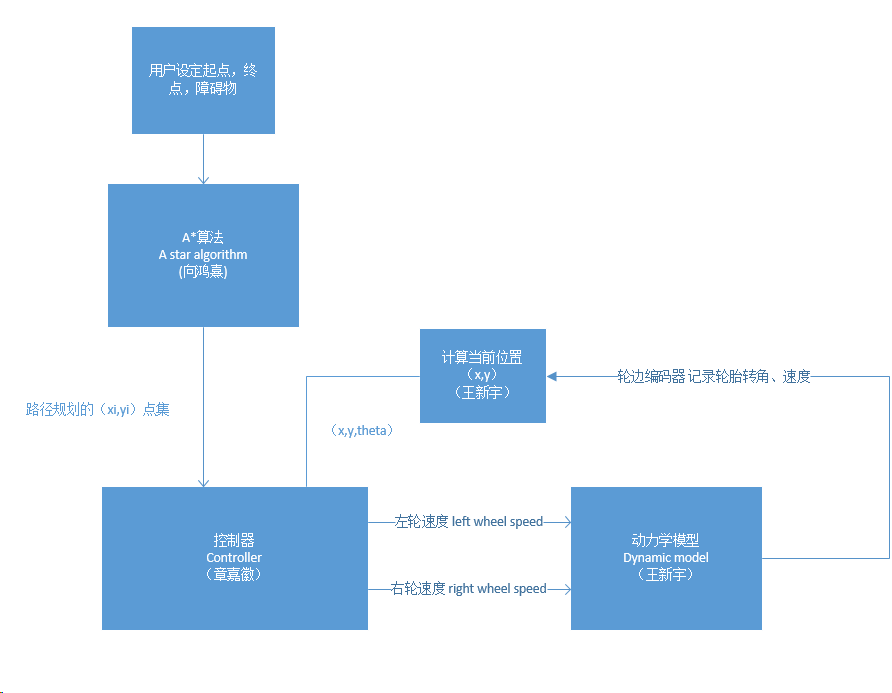 用户设定起点，终
点，障碍物
A*算法
A star algorithm
(向鸿熹)
计算当前位置
（x,y）
（王新宇）
轮边编码器 记录轮胎转角、速度
路径规划的（xi,yi）点集
（x,y,theta）
控制器
Controller
（章嘉徽）
左轮速度 left wheel speed
右轮速度 right wheel speed
动力学模型
Dynamic model
（王新宇）